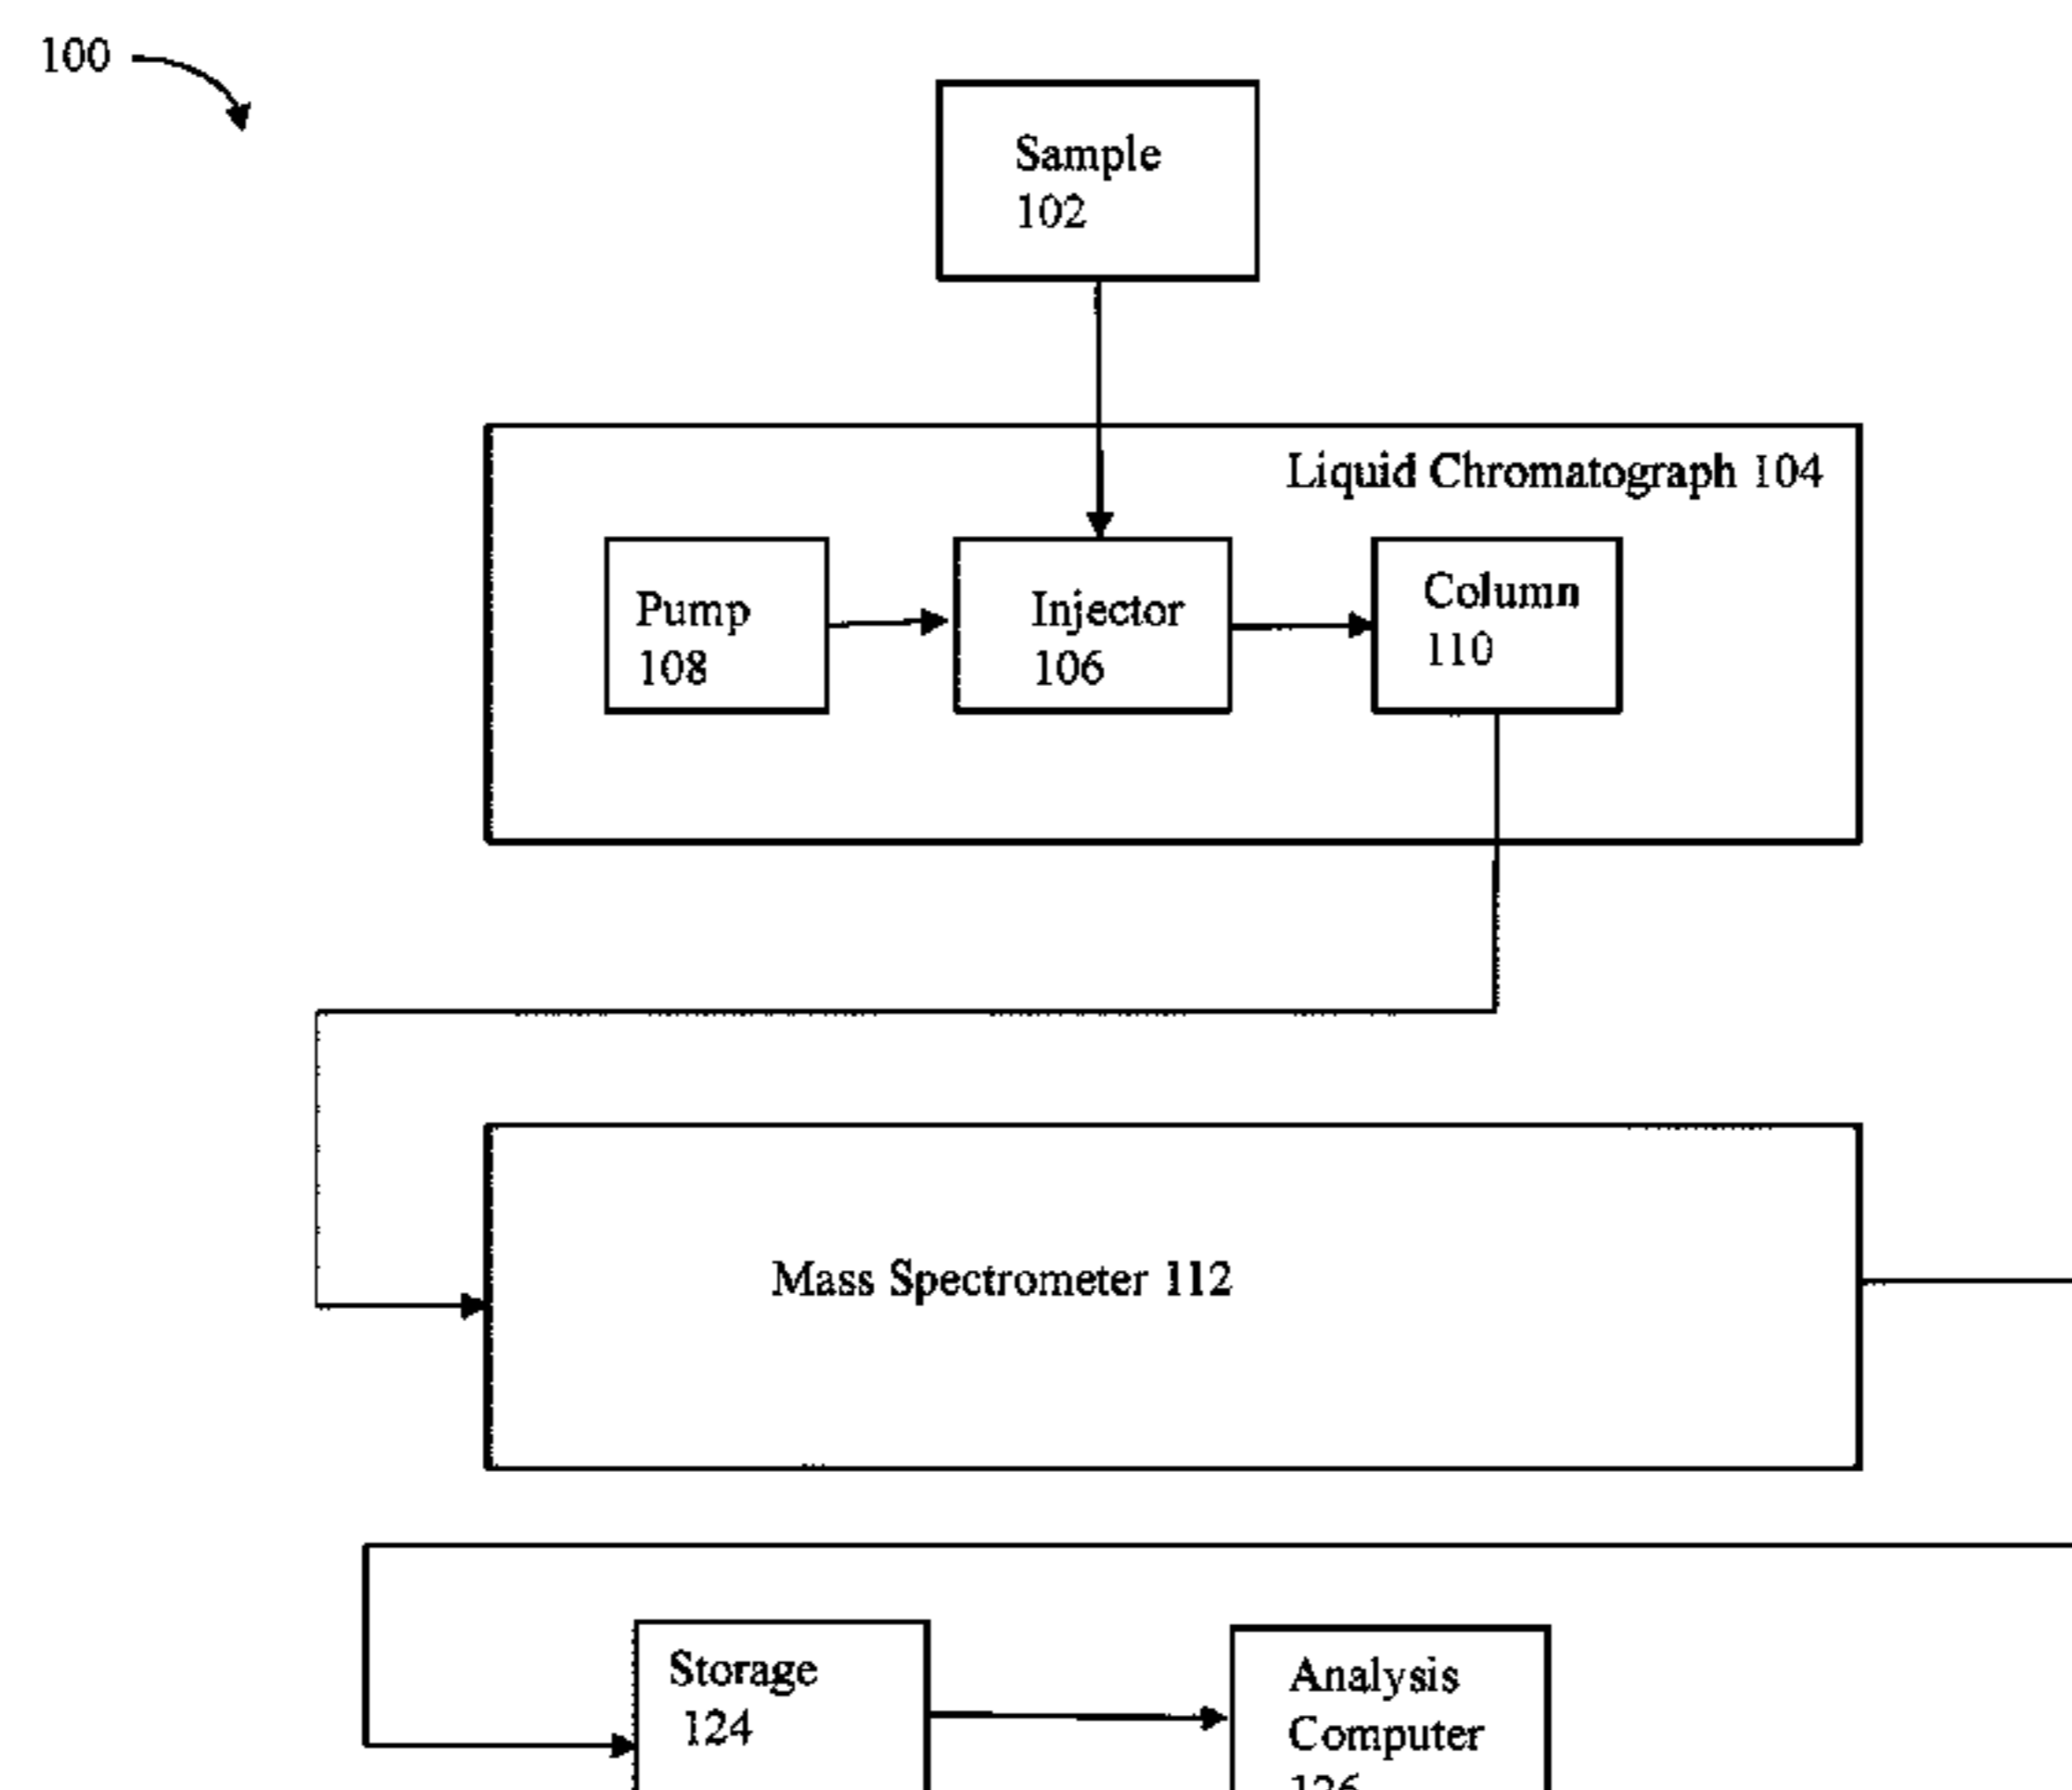 100
Sample
102
Liquid Chromatograph 104
Pump
108
Injector
106
Column
110
Mass Spectrometer 112
Storage
124
Analysis
Computer